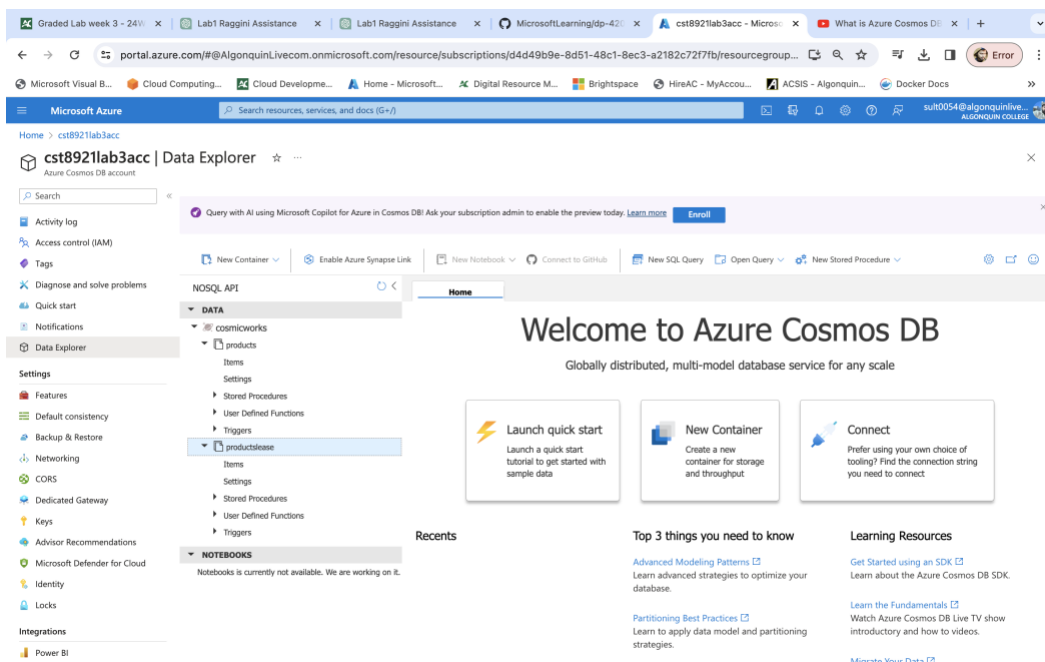 Graded Lab week 3 - 24W
Lab1 Raggini Assistance
Lab1 Raggini Assistance
MicrosoftLearning/dp-420
cst8921lab3acc - Microso
What is Azure Cosmos DB
portal.azure.com/#@AlgonquinLivecom.onmicrosoft.com/resource/subscriptions/d4d49b9e-8d51-48c1-8ec3-a2182c72f7fb/resourcegroup...
Error
Microsoft Visual B...
Cloud Computing...
Cloud Developme...
Home - Microsoft...
Digital Resource M...
Brightspace
HireAC - MyAccou...
ACSIS - Algonquin...
Docker Docs
Microsoft Azure
Search resources, services, and docs (G+/)
sult0054@algonquinlive...
ALGONQUIN COLLEGE
Home > cst8921lab3acc
cst8921lab3acc | Data Explorer
Azure Cosmos DB account
Search
Activity log
Access control (IAM)
Tags
Diagnose and solve problems
Quick start
Notifications
Data Explorer
Settings
Features
Default consistency
Backup & Restore
Networking
CORS
Dedicated Gateway
Keys
Advisor Recommendations
Microsoft Defender for Cloud
Identity
Locks
Integrations
Power BI
Query with AI using Microsoft Copilot for Azure in Cosmos DB! Ask your subscription admin to enable the preview today. Learn more
Enroll
New Container
Enable Azure Synapse Link
New Notebook
Connect to GitHub
New SQL Query
Open Query
New Stored Procedure
NOSQL API
DATA
cosmicworks
products
Items
Settings
Stored Procedures
User Defined Functions
Triggers
productslease
Items
Settings
Stored Procedures
User Defined Functions
Triggers
NOTEBOOKS
Notebooks is currently not available. We are working on it.
Home
Welcome to Azure Cosmos DB
Globally distributed, multi-model database service for any scale
Launch quick start
Launch a quick start
tutorial to get started with
sample data
New Container
Create a new
container for storage
and throughput
Connect
Prefer using your own choice of
tooling? Find the connection string
you need to connect
Recents
Top 3 things you need to know
Advanced Modeling Patterns
Learn advanced strategies to optimize your
database.
Partitioning Best Practices
Learn to apply data model and partitioning
strategies.
Learning Resources
Get Started using an SDK
Learn about the Azure Cosmos DB SDK.
Learn the Fundamentals
Watch Azure Cosmos DB Live TV show
introductory and how to videos.
Migrate Your Data